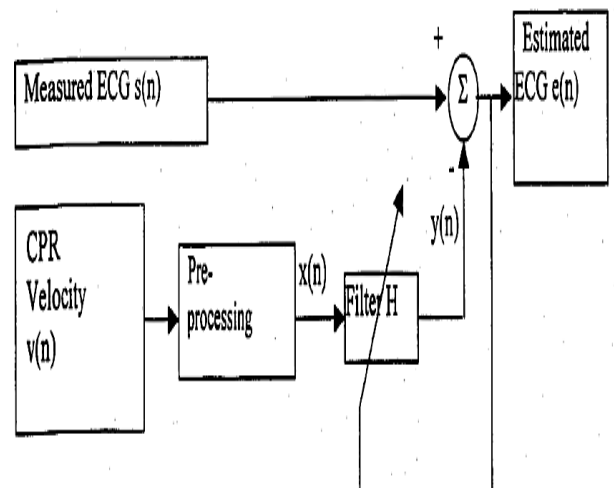 +
Estimated
ECG e(n)
Measured ECG s(n)
Σ
-
y(n)
CPR
Velocity
v(n)
Pre-
processing
x(n)
Filter H